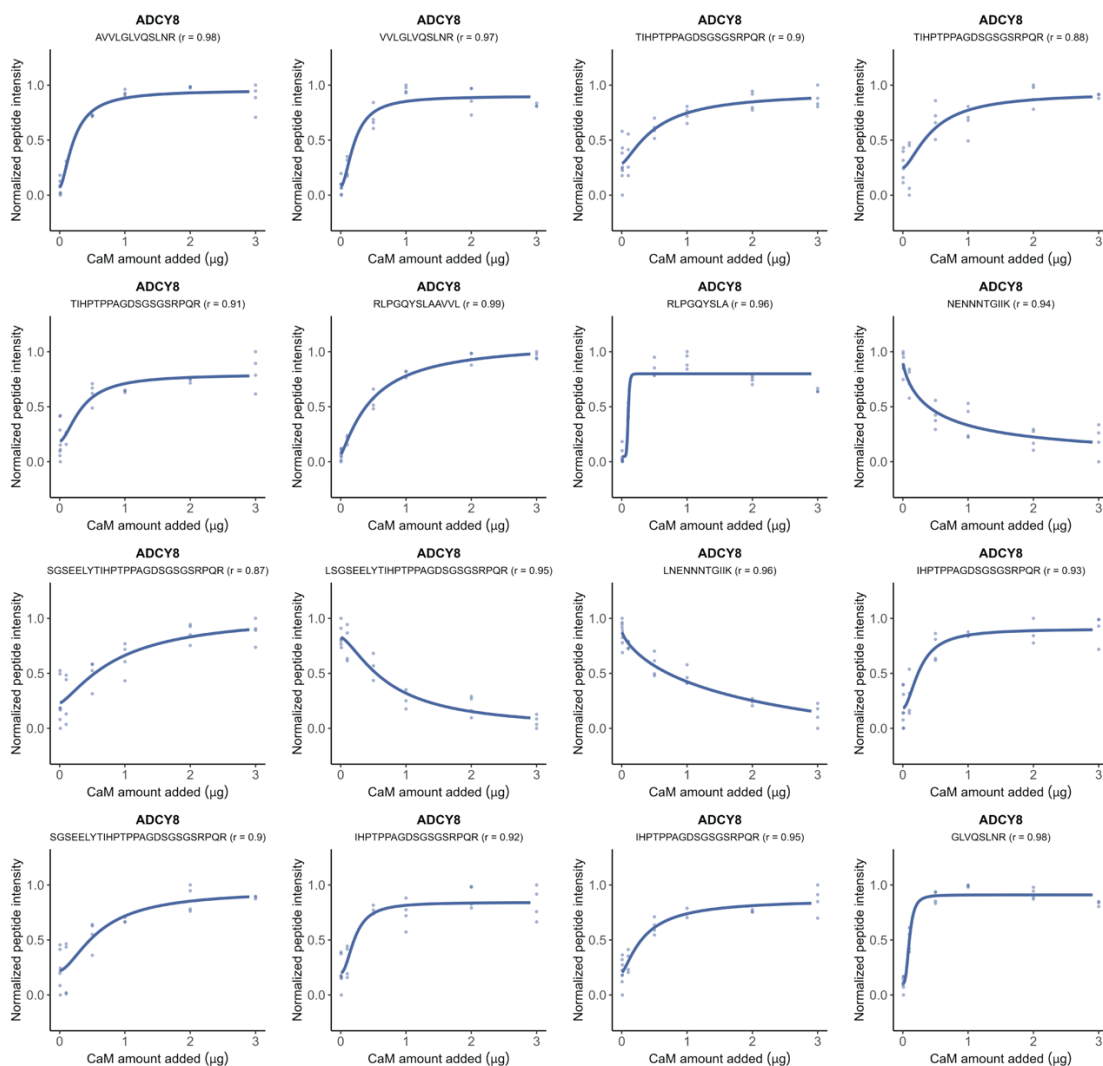 ADCY8 ADCY8 ADCY8 ADCY8
AVVLGLVQSLNR (r = 0.98) VVLGLVQSLNR (r = 0.97) TIHPTPPAGDSGSGSRPQR (r = 0.9) TIHPTPPAGDSGSGSRPQR (r = 0.88)
Normalized peptide intensity Normalized peptide intensity Normalized peptide intensity Normalized peptide intensity
1.0 1.0 1.0 1.0
0.5 0.5 0.5 0.5
0.0 0.0 0.0 0.0
0 1 2 3 0 1 2 3 0 1 2 3 0 1 2 3
CaM amount added (µg) CaM amount added (µg) CaM amount added (µg) CaM amount added (µg)
ADCY8 ADCY8 ADCY8 ADCY8
TIHPTPPAGDSGSGSRPQR (r = 0.91) RLPGQYSLAAVVL (r = 0.99) RLPGQYSLA (r = 0.96) NENNNTGIIK (r = 0.94)
Normalized peptide intensity Normalized peptide intensity Normalized peptide intensity Normalized peptide intensity
1.0 1.0 1.0 1.0
0.5 0.5 0.5 0.5
0.0 0.0 0.0 0.0
0 1 2 3 0 1 2 3 0 1 2 3 0 1 2 3
CaM amount added (µg) CaM amount added (µg) CaM amount added (µg) CaM amount added (µg)
ADCY8 ADCY8 ADCY8 ADCY8
SGSEELYTIHPTPPAGDSGSGSRPQR (r = 0.87) LSGSEELYTIHPTPPAGDSGSGSRPQR (r = 0.95) LNENNNTGIIK (r = 0.96) IHPTPPAGDSGSGSRPQR (r = 0.93)
Normalized peptide intensity Normalized peptide intensity Normalized peptide intensity Normalized peptide intensity
1.0 1.0 1.0 1.0
0.5 0.5 0.5 0.5
0.0 0.0 0.0 0.0
0 1 2 3 0 1 2 3 0 1 2 3 0 1 2 3
CaM amount added (µg) CaM amount added (µg) CaM amount added (µg) CaM amount added (µg)
ADCY8 ADCY8 ADCY8 ADCY8
SGSEELYTIHPTPPAGDSGSGSRPQR (r = 0.9) IHPTPPAGDSGSGSRPQR (r = 0.92) IHPTPPAGDSGSGSRPQR (r = 0.95) GLVQSLNR (r = 0.98)
Normalized peptide intensity Normalized peptide intensity Normalized peptide intensity Normalized peptide intensity
1.0 1.0 1.0 1.0
0.5 0.5 0.5 0.5
0.0 0.0 0.0 0.0
0 1 2 3 0 1 2 3 0 1 2 3 0 1 2 3
CaM amount added (µg) CaM amount added (µg) CaM amount added (µg) CaM amount added (µg)